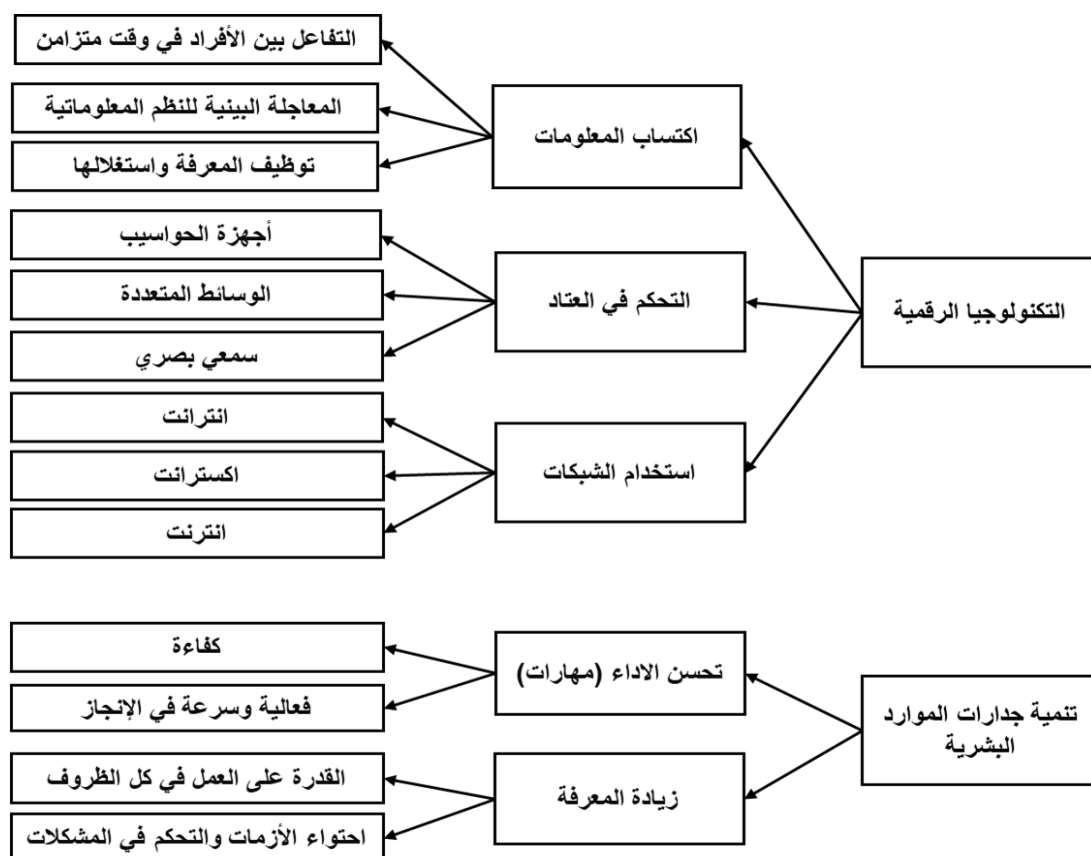 التكنولوجيا الرقمية
اكتساب المعلومات
التفاعل بين الأفراد في وقت متزامن
المعاجلة البينية للنظم المعلوماتية
توظيف المعرفة واستغلالها
التحكم في العتاد
أجهزة الحواسيب
الوسائط المتعددة
سمعي بصري
استخدام الشبكات
انترانت
اكسترانت
انترنت
تنمية جدارات الموارد
البشرية
تحسن الاداء (مهارات)
كفاءة
فعالية وسرعة في الإنجاز
زيادة المعرفة
القدرة على العمل في كل الظروف
احتواء الأزمات والتحكم في المشكلات